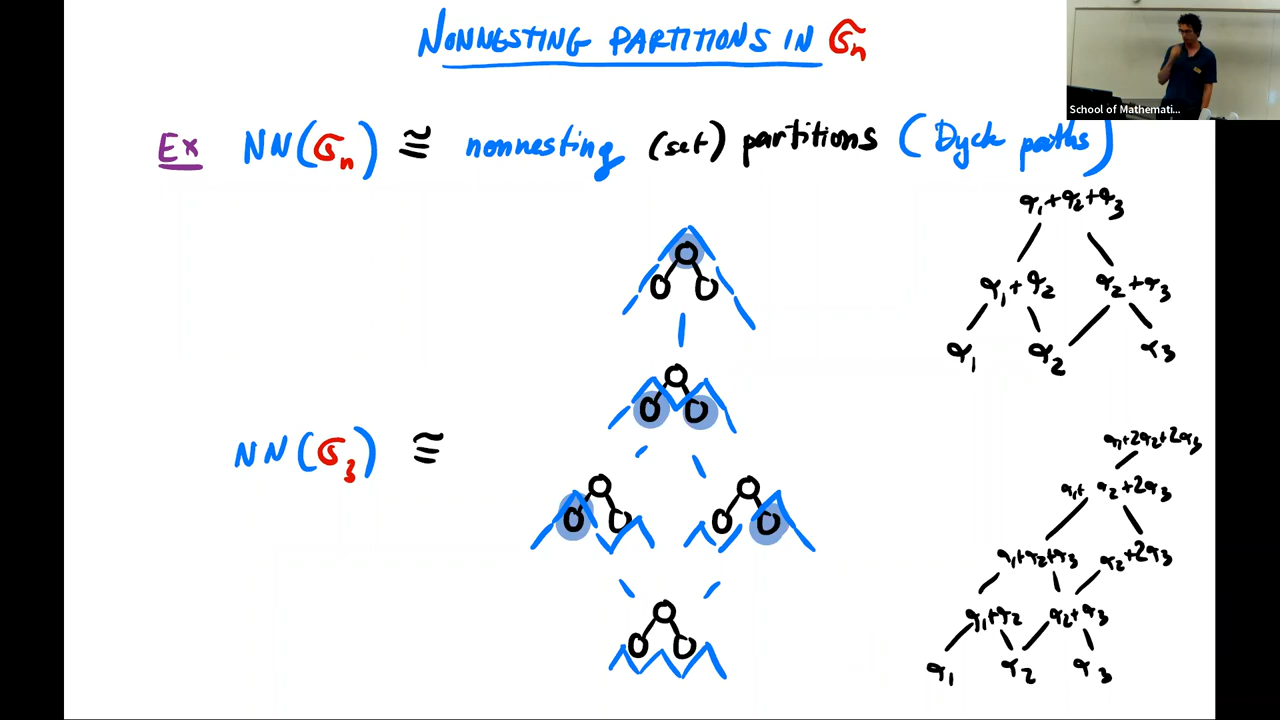 NONNESTING PARTITIONS IN 𝔖n
School of Mathemati...
Ex NN(𝔖n) ≅ nonnesting (set) partitions (Dyck paths)
α₁+α₂+α₃
α₁+α₂ α₂+α₃
α₁ α₂ α₃
NN(𝔖₃) ≅
α₁+2α₂+2α₃
α₁+α₂+2α₃
α₁+α₂+α₃ α₂+2α₃
α₁+α₂ α₂+α₃
α₁ α₂ α₃